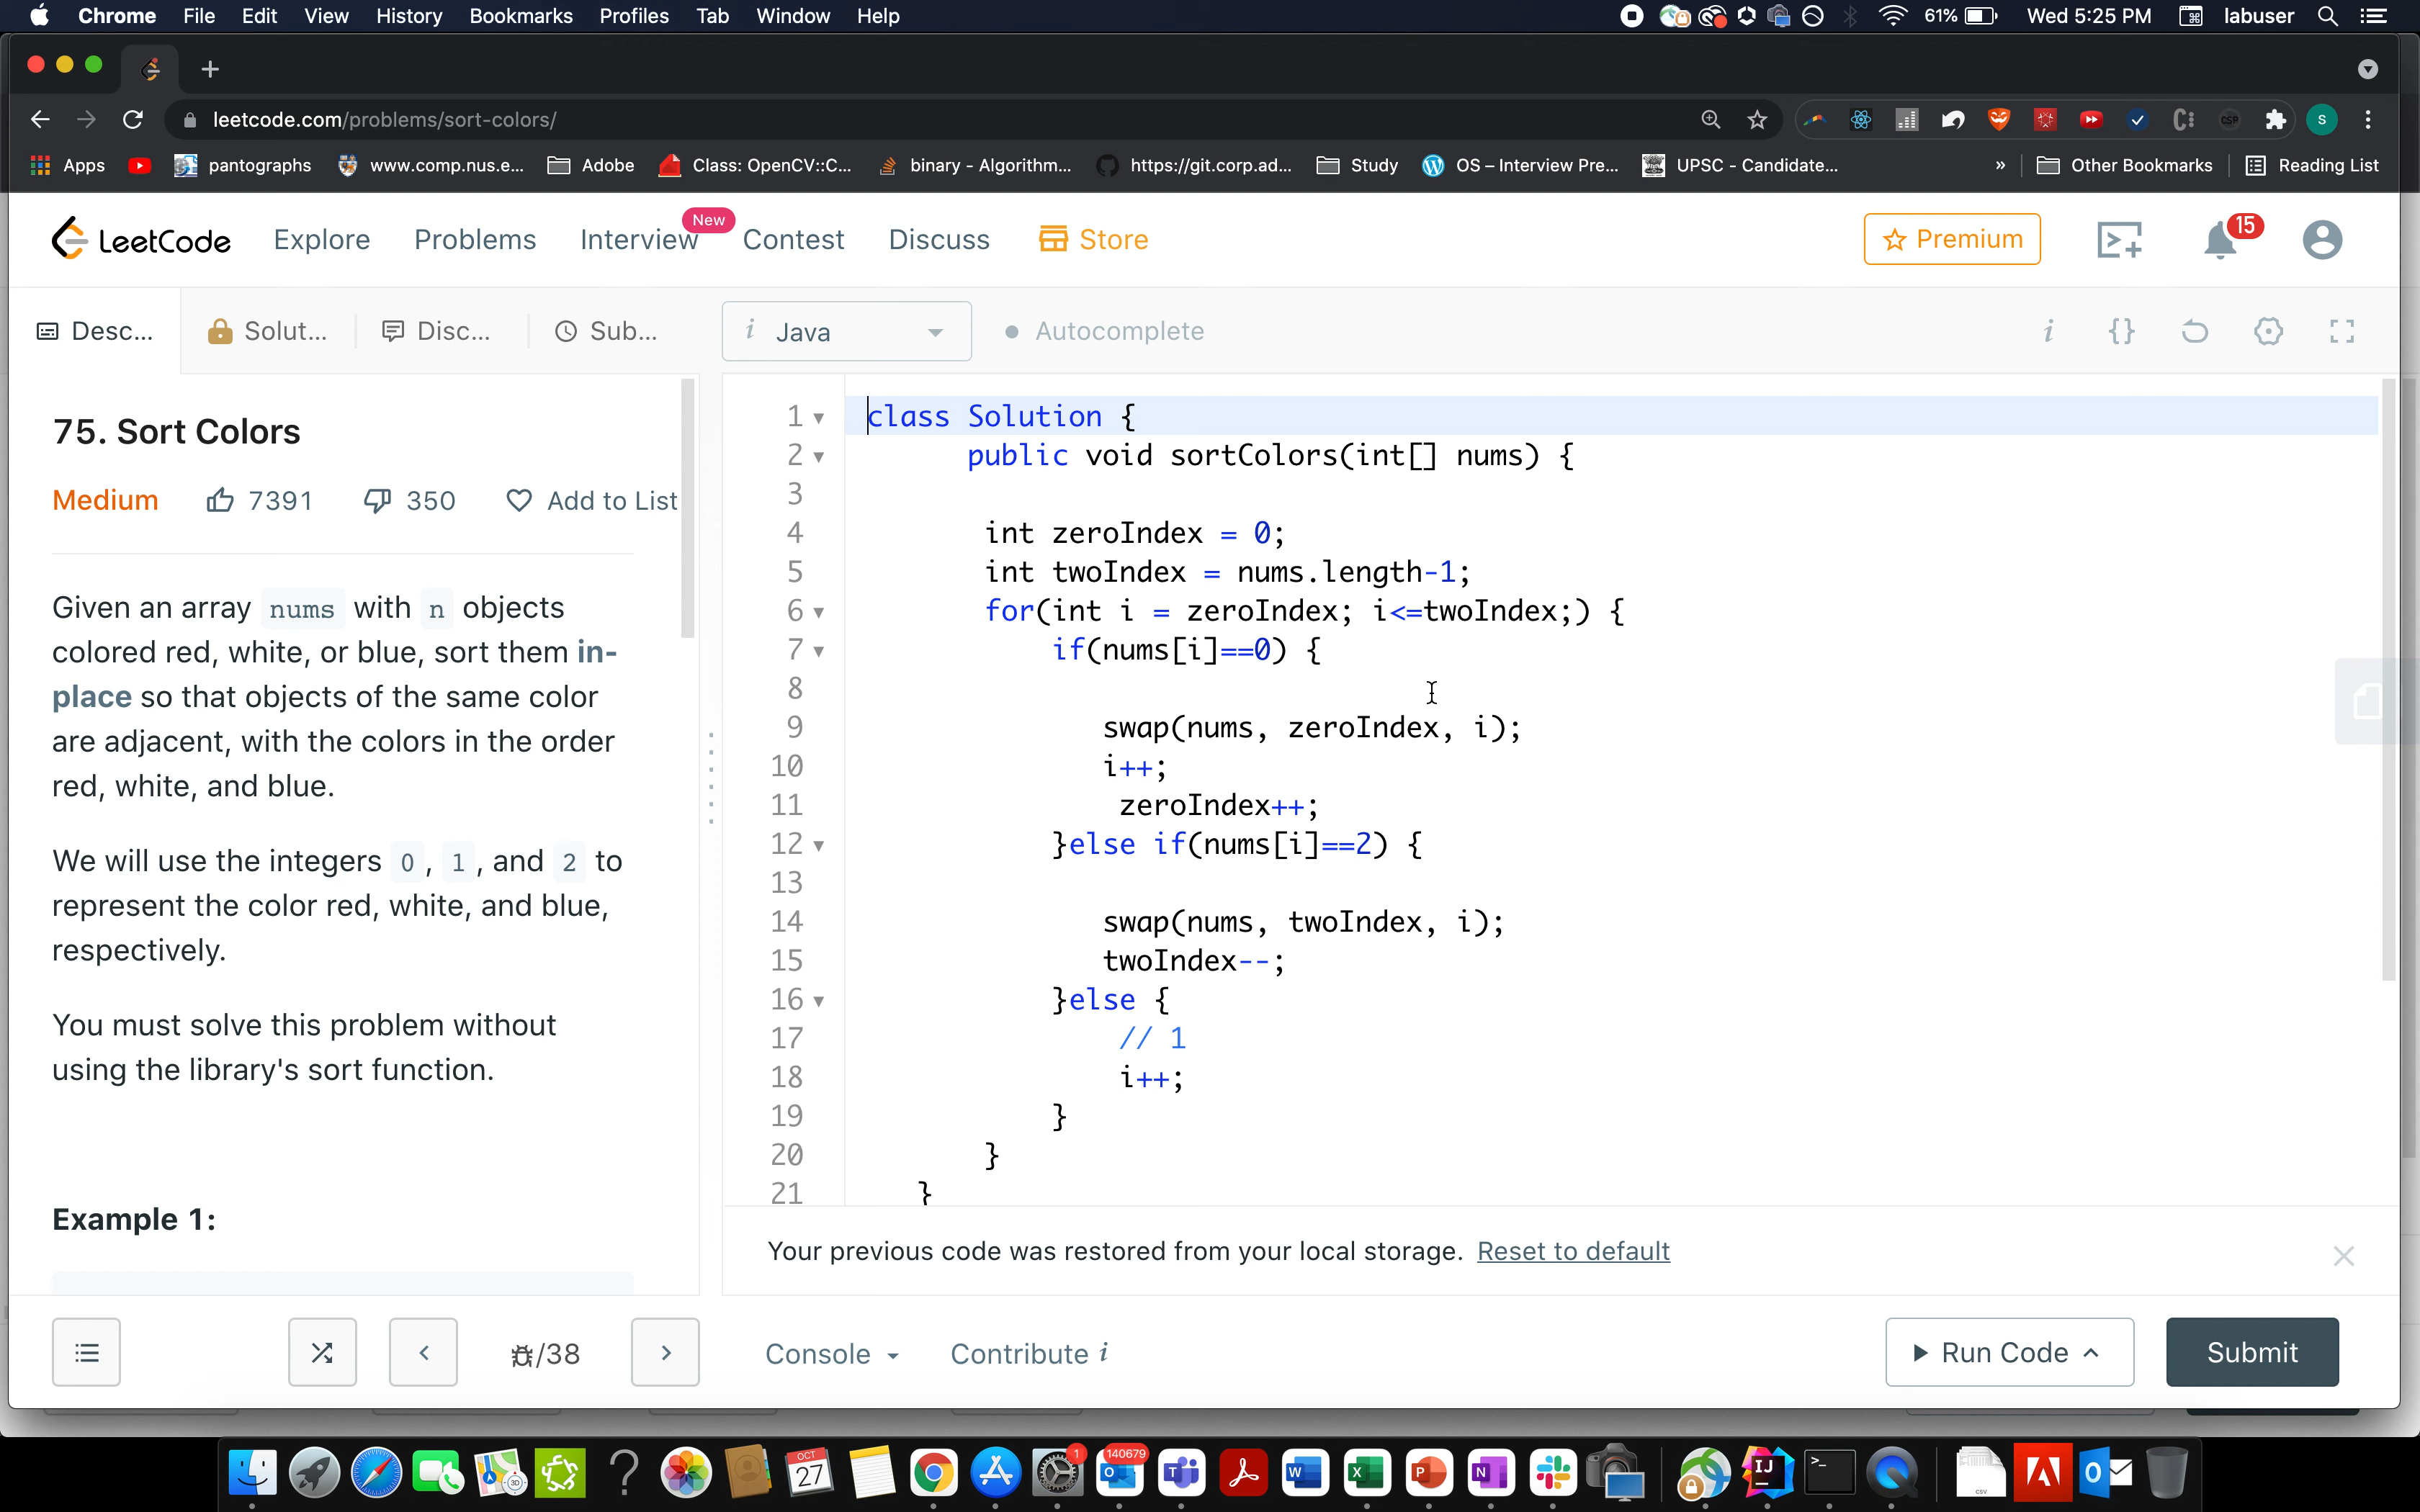 Chrome File Edit View History Bookmarks Profiles Tab Window Help
61% Wed 5:25 PM labuser
leetcode.com/problems/sort-colors/
CSP
S
Apps pantographs www.comp.nus.e... Adobe Class: OpenCV::C... binary - Algorithm... https://git.corp.ad... Study OS – Interview Pre... UPSC - Candidate... » Other Bookmarks Reading List
LeetCode Explore Problems Interview New Contest Discuss Store Premium 15
Desc... Solut... Disc... Sub...
i Java Autocomplete i {}
75. Sort Colors
Medium 7391 350 Add to List
Given an array nums with n objects
colored red, white, or blue, sort them in-
place so that objects of the same color
are adjacent, with the colors in the order
red, white, and blue.
We will use the integers 0, 1, and 2 to
represent the color red, white, and blue,
respectively.
You must solve this problem without
using the library's sort function.
Example 1:
1 class Solution {
2 public void sortColors(int[] nums) {
3
4 int zeroIndex = 0;
5 int twoIndex = nums.length-1;
6 for(int i = zeroIndex; i<=twoIndex;) {
7 if(nums[i]==0) {
8
9 swap(nums, zeroIndex, i);
10 i++;
11 zeroIndex++;
12 }else if(nums[i]==2) {
13
14 swap(nums, twoIndex, i);
15 twoIndex--;
16 }else {
17 // 1
18 i++;
19 }
20 }
21 }
Your previous code was restored from your local storage. Reset to default
/38
Console Contribute i
Run Code Submit
OCT
27
1
140679
3D
IJ
>_
csv